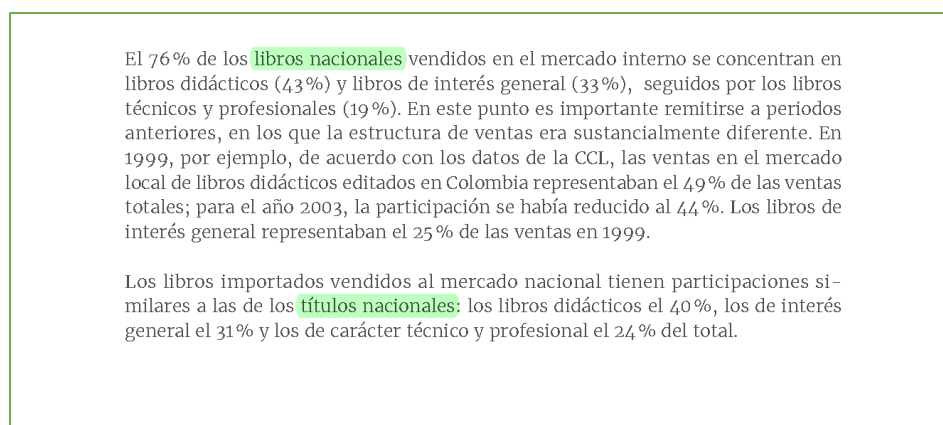 El 76% de los libros nacionales vendidos en el mercado interno se concentran en
libros didácticos (43%) y libros de interés general (33%), seguidos por los libros
técnicos y profesionales (19%). En este punto es importante remitirse a periodos
anteriores, en los que la estructura de ventas era sustancialmente diferente. En
1999, por ejemplo, de acuerdo con los datos de la CCL, las ventas en el mercado
local de libros didácticos editados en Colombia representaban el 49% de las ventas
totales; para el año 2003, la participación se había reducido al 44%. Los libros de
interés general representaban el 25% de las ventas en 1999.
Los libros importados vendidos al mercado nacional tienen participaciones si-
milares a las de los títulos nacionales: los libros didácticos el 40%, los de interés
general el 31% y los de carácter técnico y profesional el 24% del total.